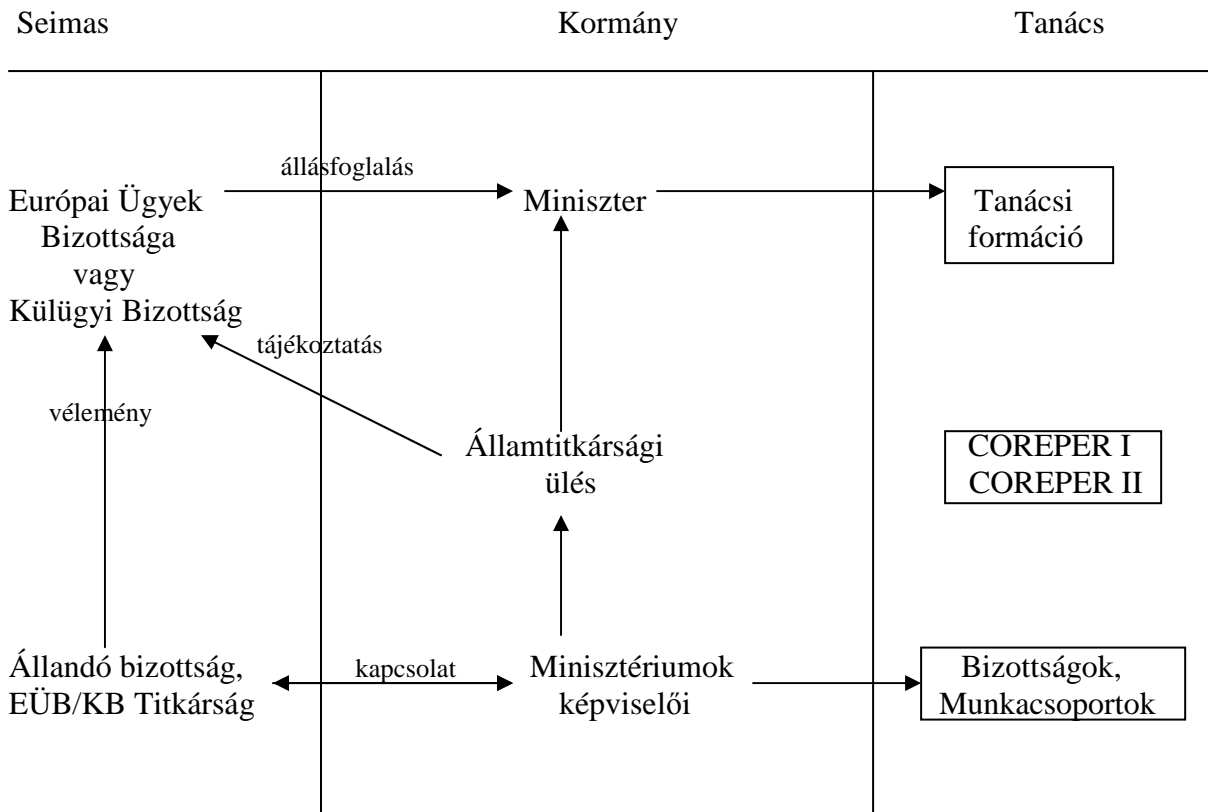 Seimas
Kormány
Tanács
állásfoglalás
Európai Ügyek
Bizottsága
vagy
Külügyi Bizottság
Miniszter
Tanácsi
formáció
tájékoztatás
vélemény
Államtitkársági
ülés
COREPER I
COREPER II
Állandó bizottság,
EÜB/KB Titkárság
kapcsolat
Minisztériumok
képviselői
Bizottságok,
Munkacsoportok